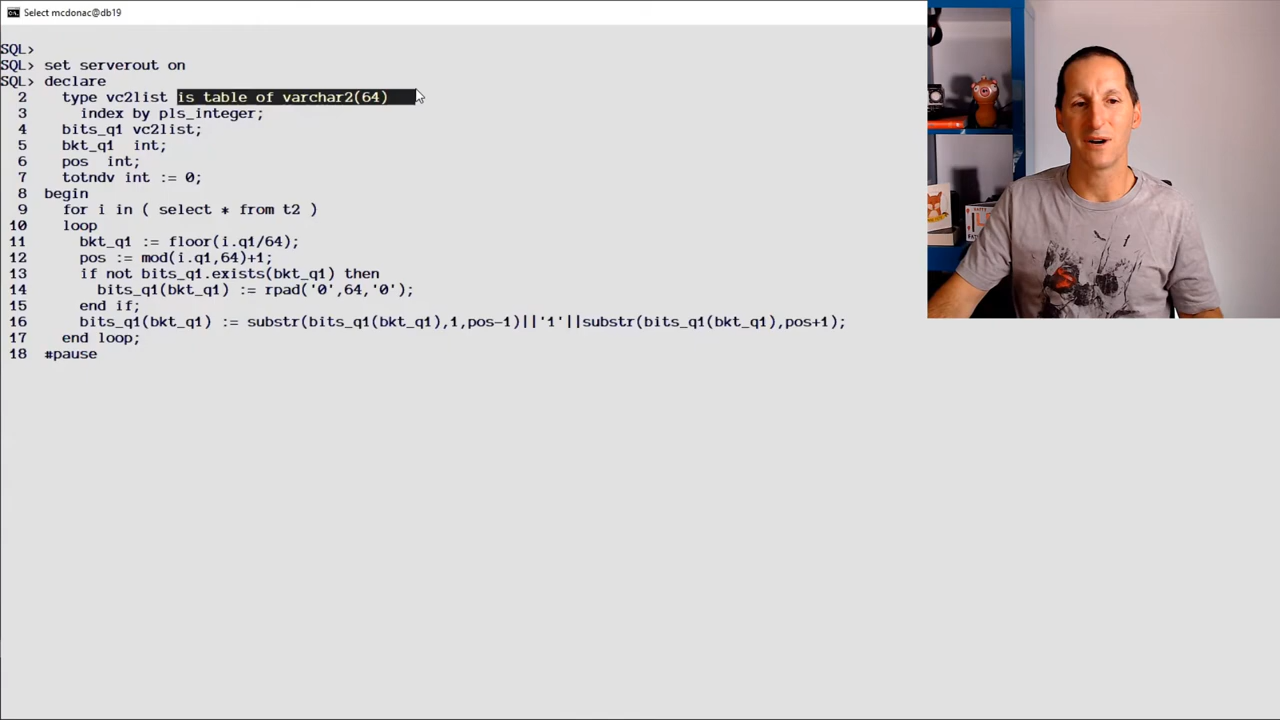 Select mcdonac@db19
SQL>
SQL> set serverout on
SQL> declare
2 type vc2list is table of varchar2(64)
3 index by pls_integer;
4 bits_q1 vc2list;
5 bkt_q1 int;
6 pos int;
7 totndv int := 0;
8 begin
9 for i in ( select * from t2 )
10 loop
11 bkt_q1 := floor(i.q1/64);
12 pos := mod(i.q1,64)+1;
13 if not bits_q1.exists(bkt_q1) then
14 bits_q1(bkt_q1) := rpad('0',64,'0');
15 end if;
16 bits_q1(bkt_q1) := substr(bits_q1(bkt_q1),1,pos-1)||'1'||substr(bits_q1(bkt_q1),pos+1);
17 end loop;
18 #pause